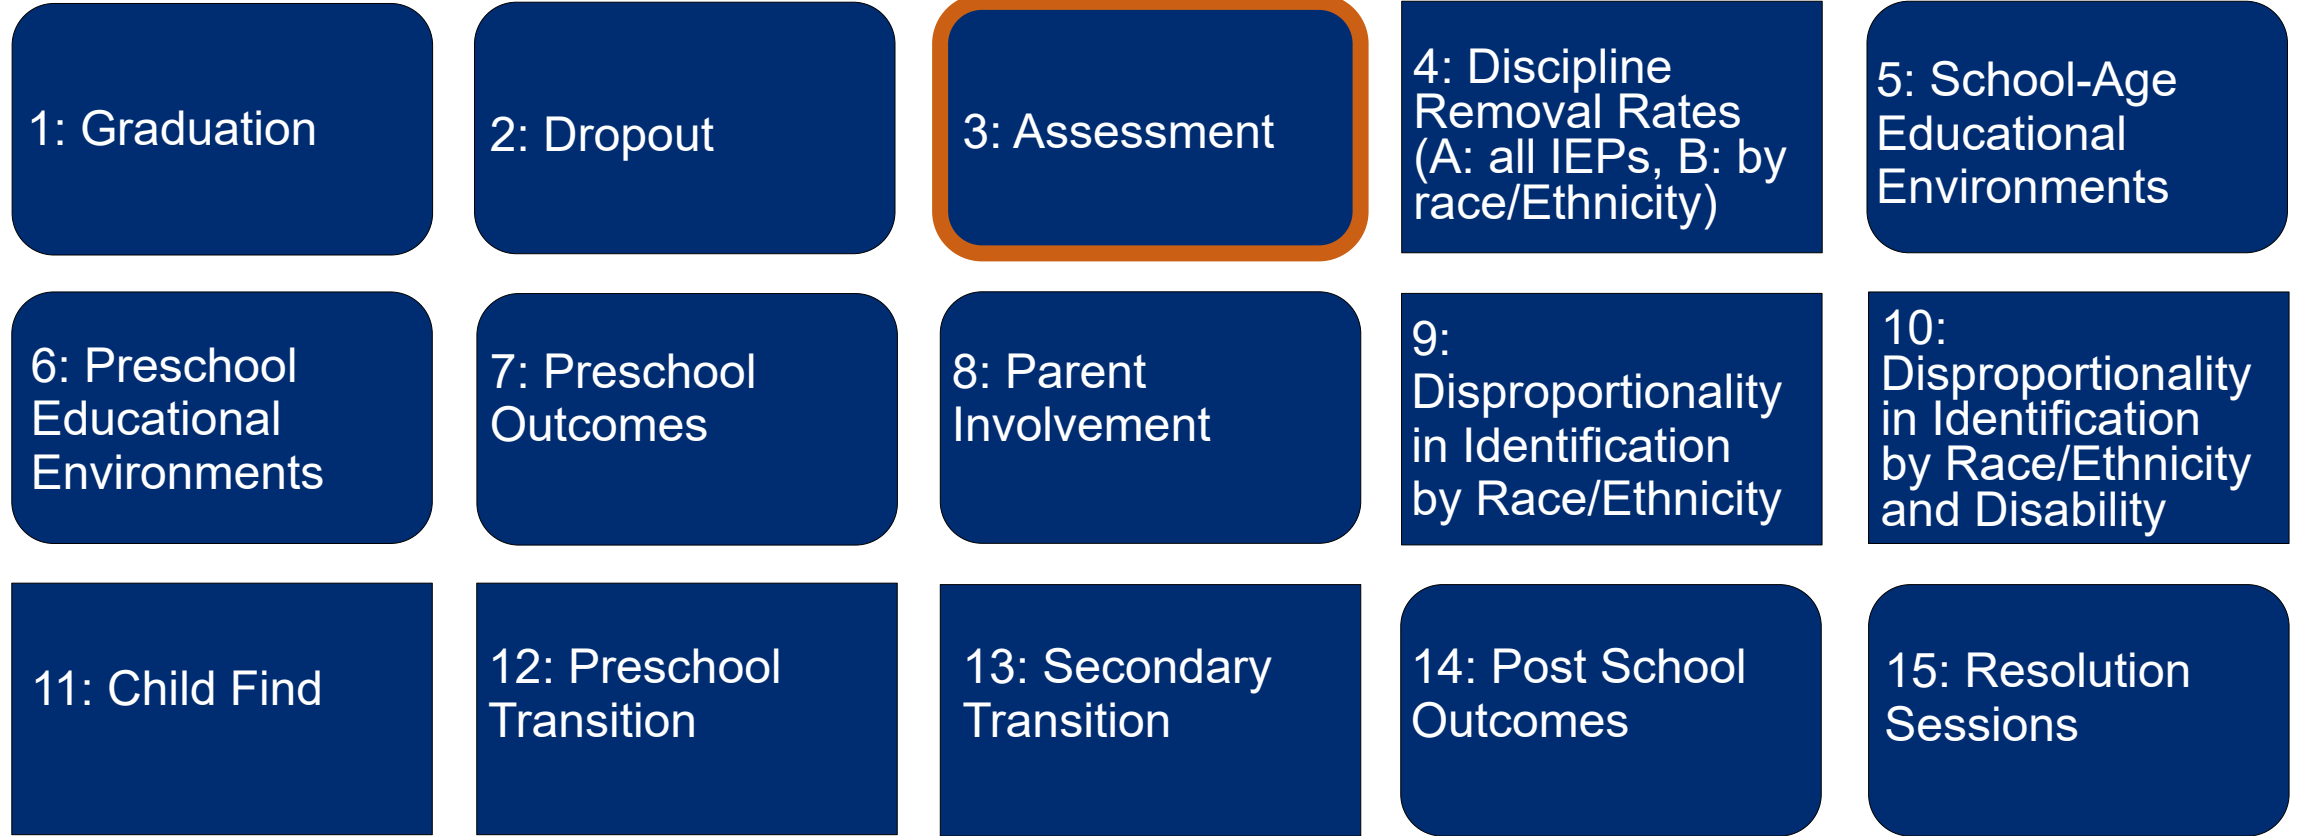 1: Graduation
2: Dropout
3: Assessment
4: Discipline
Removal Rates
(A: all IEPs, B: by
race/Ethnicity)
5: School-Age
Educational
Environments
6: Preschool
Educational
Environments
7: Preschool
Outcomes
8: Parent
Involvement
9:
Disproportionality
in Identification
by Race/Ethnicity
10:
Disproportionality
in Identification
by Race/Ethnicity
and Disability
11: Child Find
12: Preschool
Transition
13: Secondary
Transition
14: Post School
Outcomes
15: Resolution
Sessions